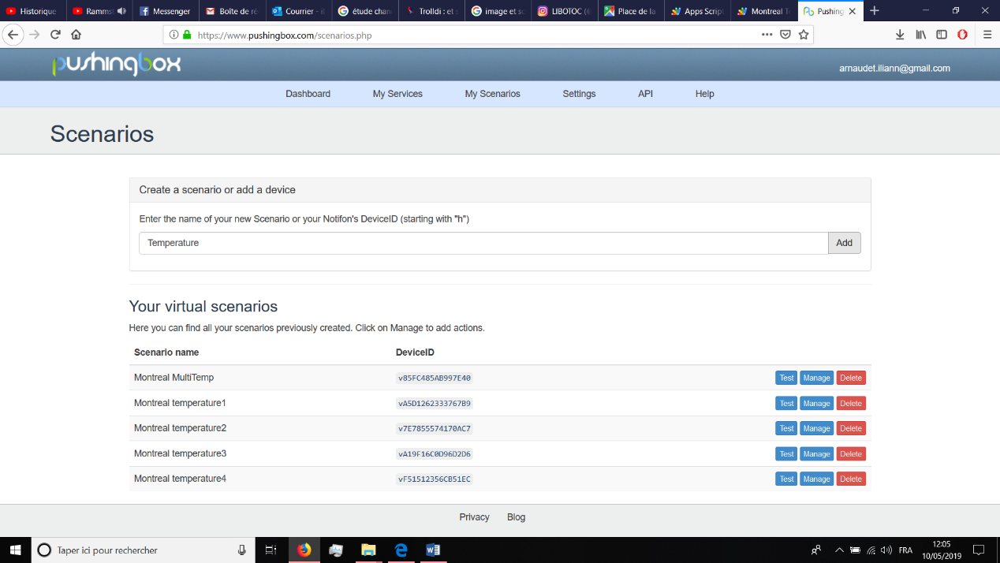 Historique
Rammst
Messenger
Boîte de ré
Courrier – il
étude chan
Trolldi : et s
image et so
LIBOTOC (@
Place de la
Apps Script
Montreal T
Pushing
https://www.pushingbox.com/scenarios.php
pushingbox
arnaudet.iliann@gmail.com
Dashboard My Services My Scenarios Settings API Help
Scenarios
Create a scenario or add a device
Enter the name of your new Scenario or your Notifon's DeviceID (starting with "h")
Temperature Add
Your virtual scenarios
Here you can find all your scenarios previously created. Click on Manage to add actions.
Scenario name DeviceID
Montreal MultiTemp v85FC485AB997E40 Test Manage Delete
Montreal temperature1 vA5D1262333767B9 Test Manage Delete
Montreal temperature2 v7E7855574170AC7 Test Manage Delete
Montreal temperature3 vA19F16C0D96D2D6 Test Manage Delete
Montreal temperature4 vF51512356CB51EC Test Manage Delete
Privacy Blog
Taper ici pour rechercher
FRA
12:05
10/05/2019